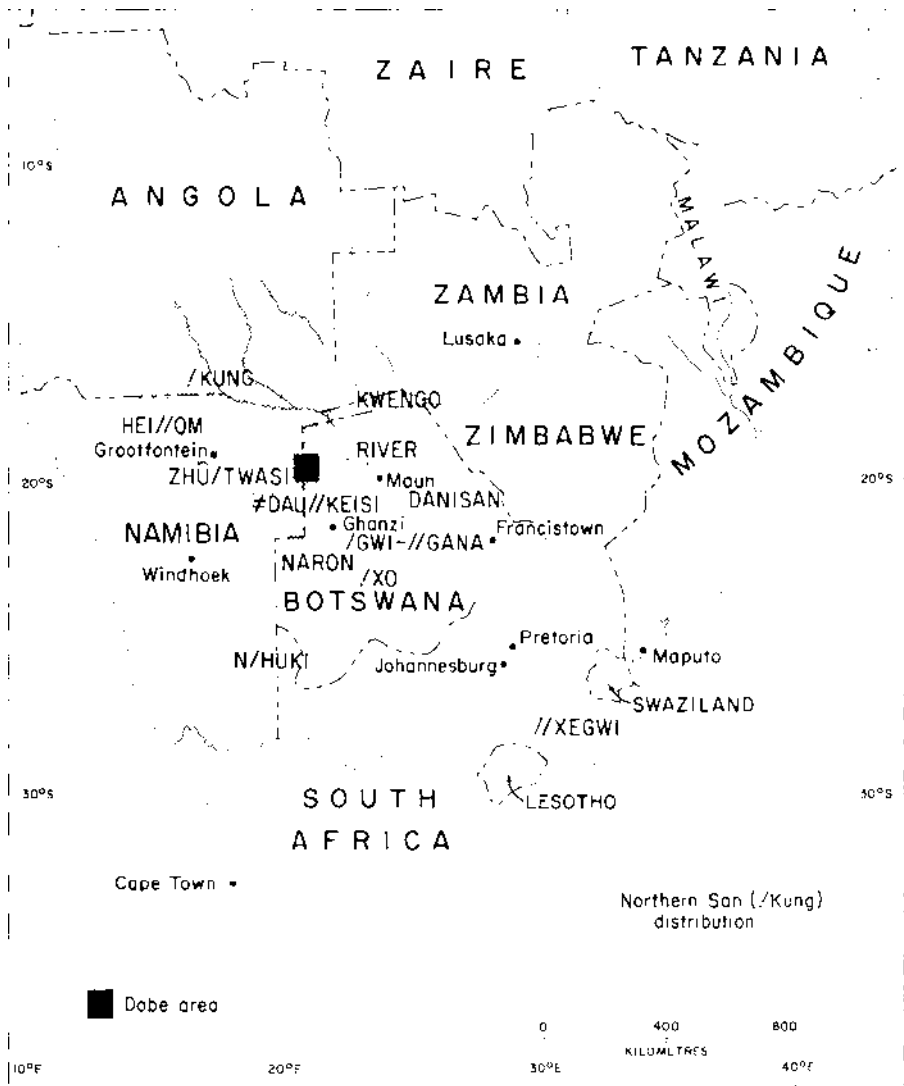 ZAIRE
TANZANIA
10°S
ANGOLA
MALAWI
ZAMBIA
MOZAMBIQUE
Lusaka
/KUNG
KWENGO
HEI//OM
ZIMBABWE
Grootfontein
RIVER
ZHŨ/TWASI
20°S
Maun
20°S
≠DAU//KEISI
DANISAN
Ghanzi
NAMIBIA
/GWI-//GANA
Francistown
Windhoek
NARON
/XO
BOTSWANA
Pretoria
N/HUKI
Johannesburg
Maputo
SWAZILAND
//XEGWI
30°S
SOUTH
AFRICA
LESOTHO
30°S
Cape Town
Northern San (/Kung)
distribution
Dobe area
0 400 800
KILOMETRES
10°E 20°E 30°E 40°E